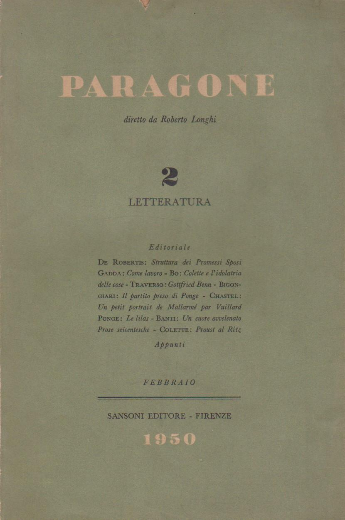 PARAGONE
diretto da Roberto Longhi
2
LETTERATURA
Editoriale
DE ROBERTIS: Struttura dei Promessi Sposi
GADDA: Come lavoro - BO: Colette e l'idolatria
delle cose - TRAVERSO: Gottfried Benn - BIGON-
GIARI: Il partito preso di Ponge - CHASTEL:
Un petit portrait de Mallarmé par Vuillard
PONGE: Le lilas - BANTI: Un cuore avvelenato
Prose seicentesche - COLETTE: Proust al Ritz
Appunti
FEBBRAIO
SANSONI EDITORE - FIRENZE
1950